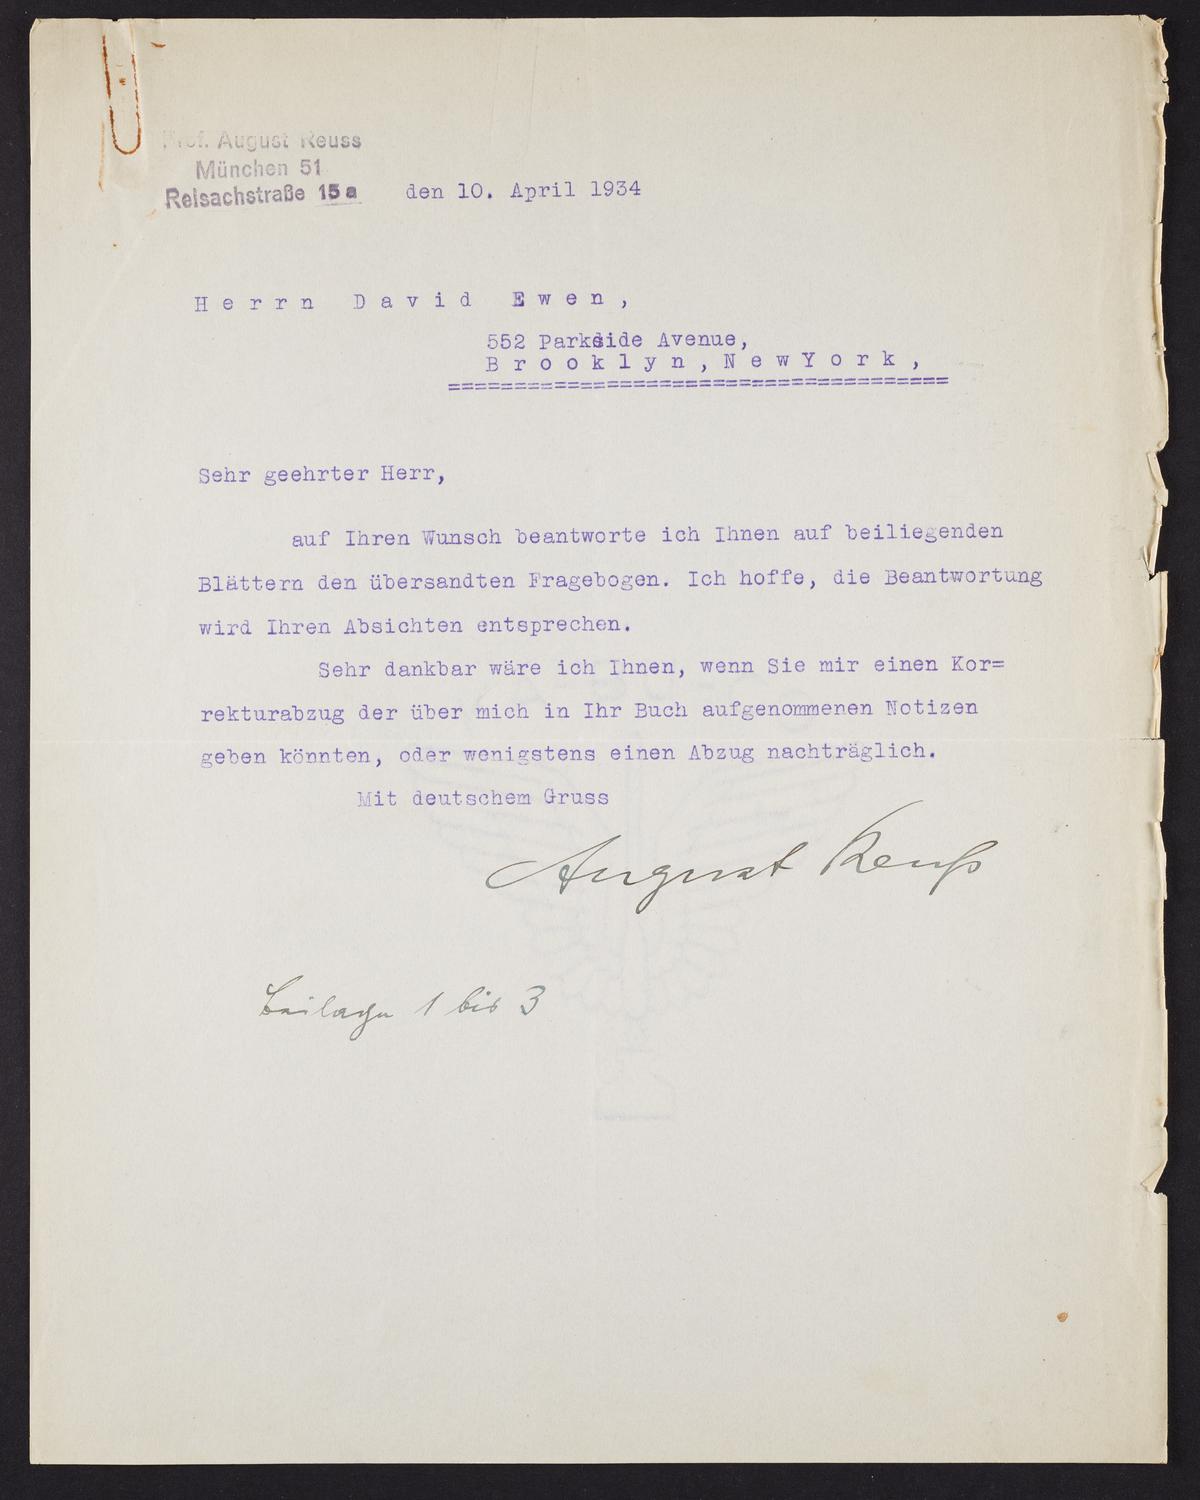 Prof. August Reuss
München 51
Reisachstraße 15a den 10. April 1934
Herrn David Ewen,
552 Parkside Avenue,
Brooklyn, New York,
======================================
Sehr geehrter Herr,
auf Ihren Wunsch beantworte ich Ihnen auf beiliegenden
Blättern den übersandten Fragebogen. Ich hoffe, die Beantwortung
wird Ihren Absichten entsprechen.
Sehr dankbar wäre ich Ihnen, wenn Sie mir einen Kor=
rekturabzug der über mich in Ihr Buch aufgenommenen Notizen
geben könnten, oder wenigstens einen Abzug nachträglich.
Mit deutschem Gruss
August Reuß
Beilagen 1 bis 3